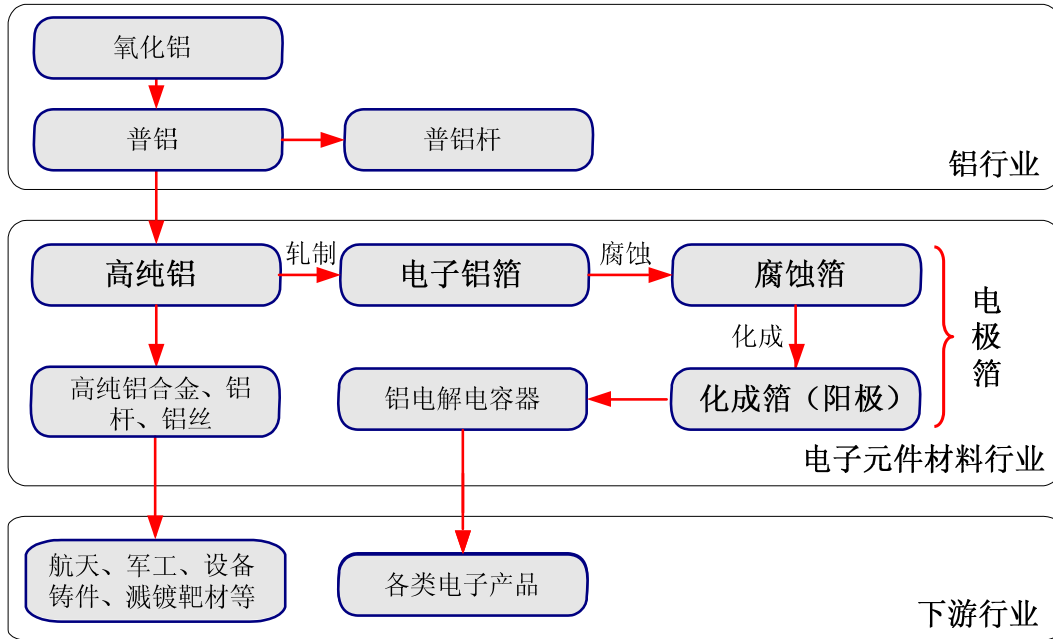 氧化铝
普铝
普铝杆
铝行业
轧制
腐蚀
高纯铝
电子铝箔
腐蚀箔
电
极
箔
化成
高纯铝合金、铝
杆、铝丝
铝电解电容器
化成箔（阳极）
电子元件材料行业
航天、军工、设备
铸件、溅镀靶材等
各类电子产品
下游行业